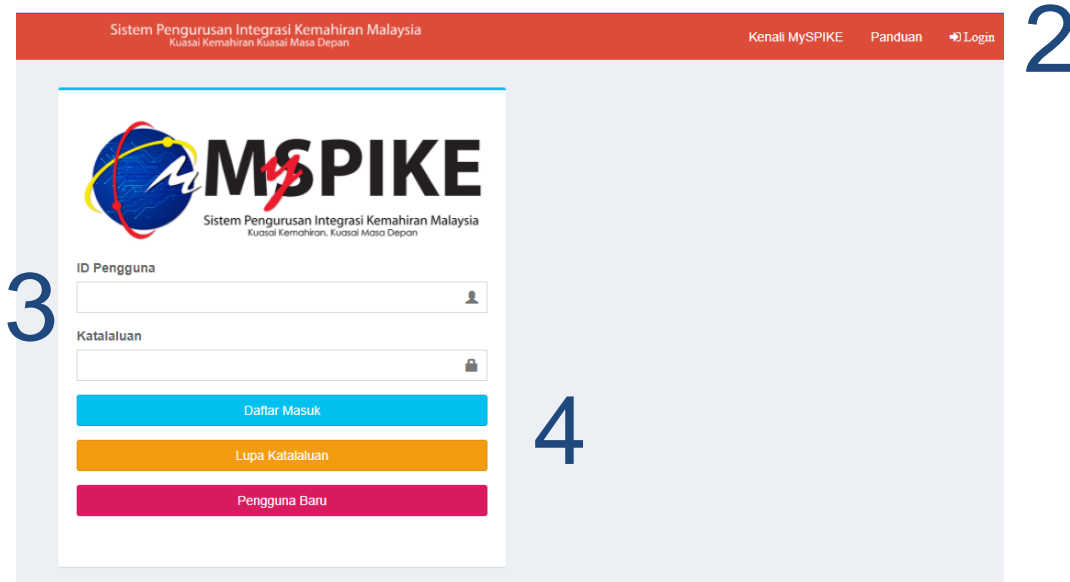 Sistem Pengurusan Integrasi Kemahiran Malaysia
Kuasai Kemahiran Kuasai Masa Depan
Kenali MySPIKE Panduan Login
2
MySPIKE
Sistem Pengurusan Integrasi Kemahiran Malaysia
Kuasai Kemahiran, Kuasai Masa Depan
ID Pengguna
3
Katalaluan
Daftar Masuk
4
Lupa Katalaluan
Pengguna Baru